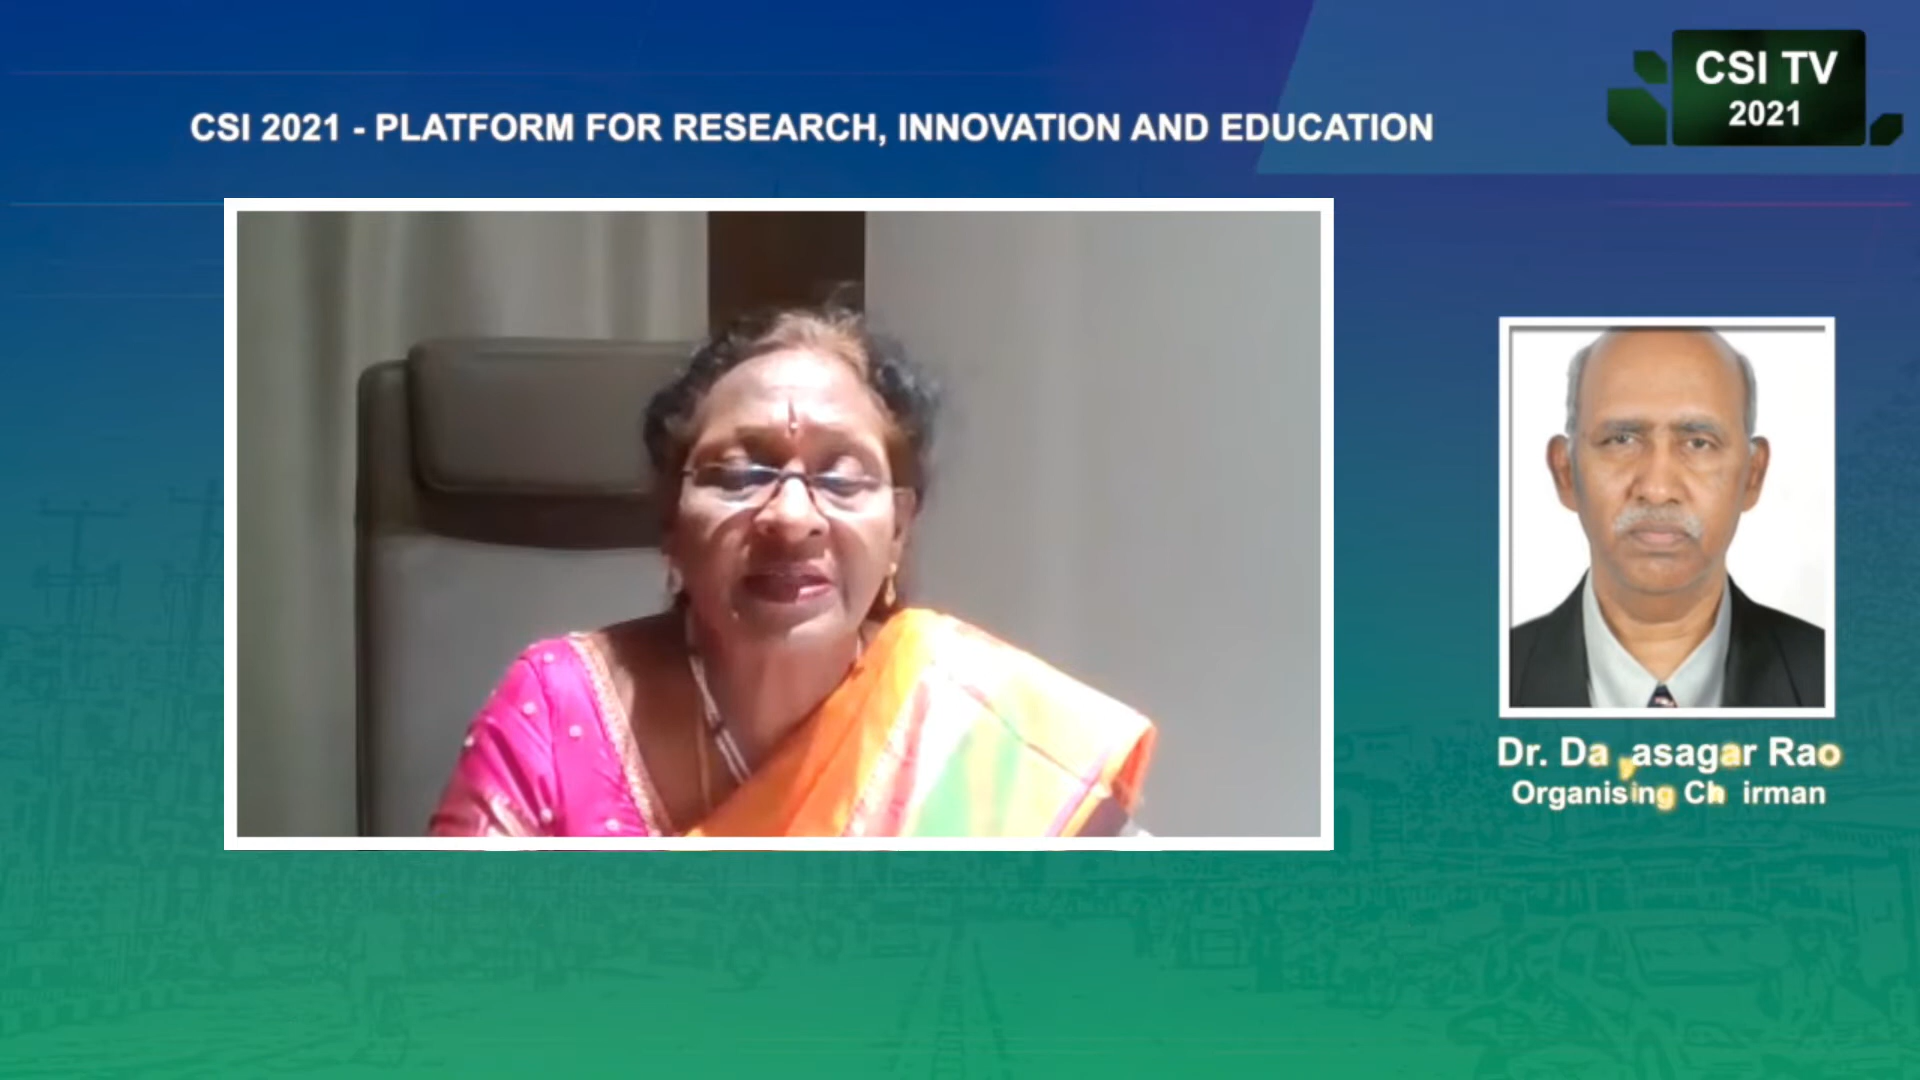 CSI TV
2021
CSI 2021 - PLATFORM FOR RESEARCH, INNOVATION AND EDUCATION
Dr. Rao
Organising